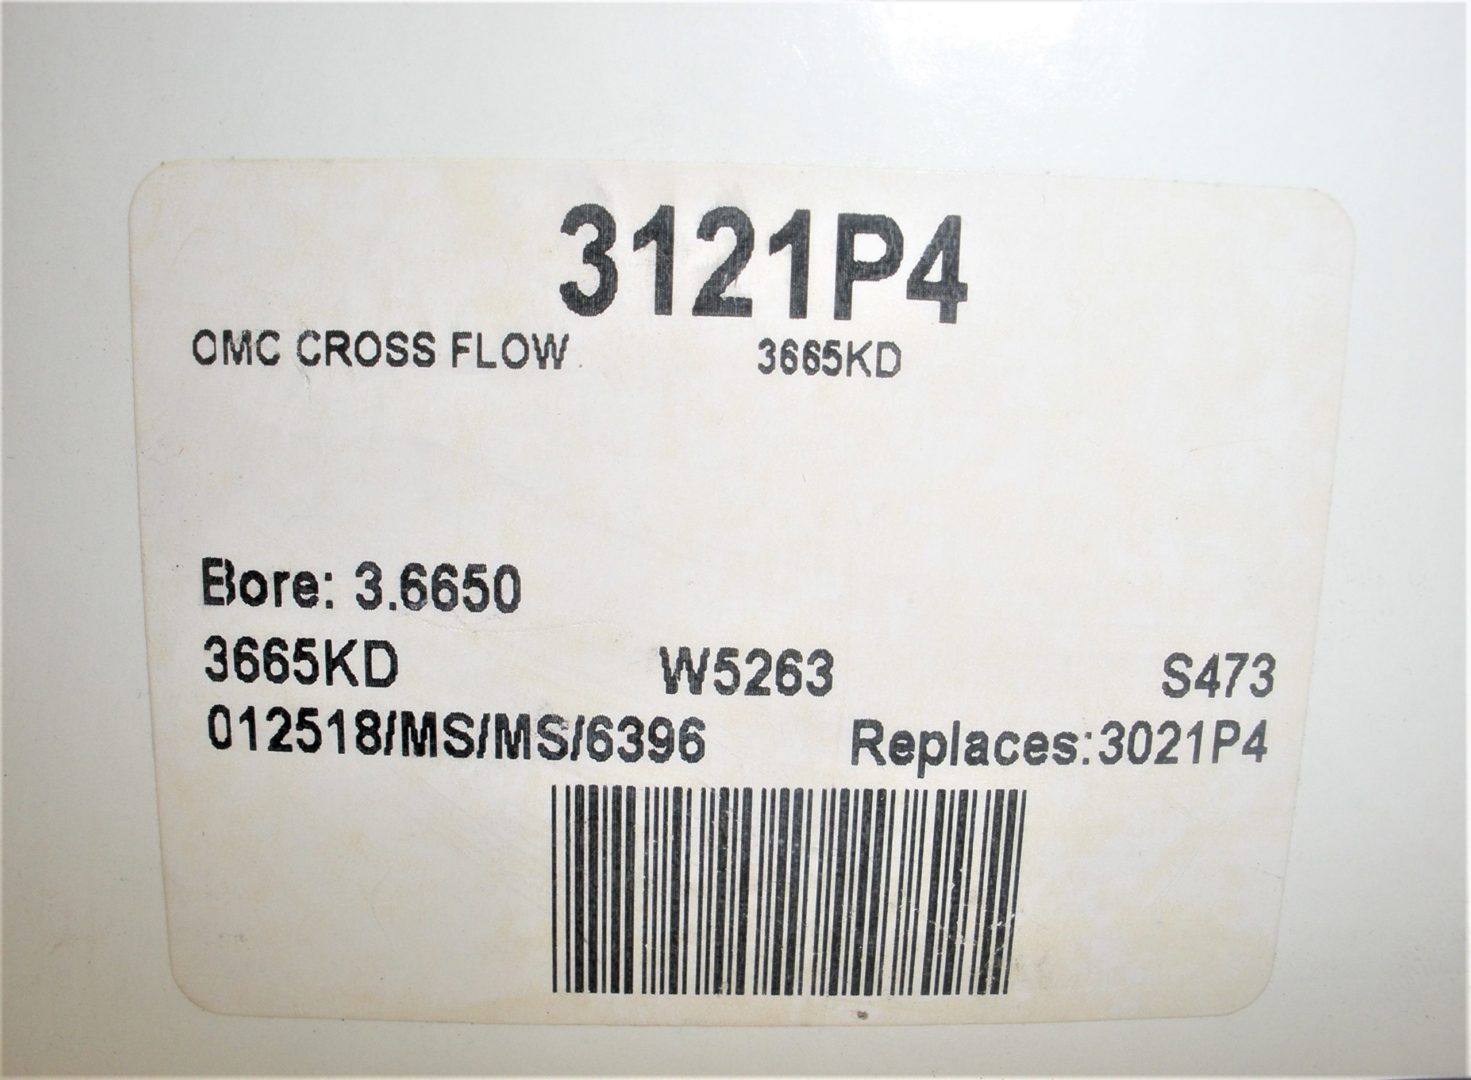 3121P4
OMC CROSS FLOW 3665KD
Bore: 3.6650
3665KD W5263 S473
012518/MS/MS/6396 Replaces:3021P4